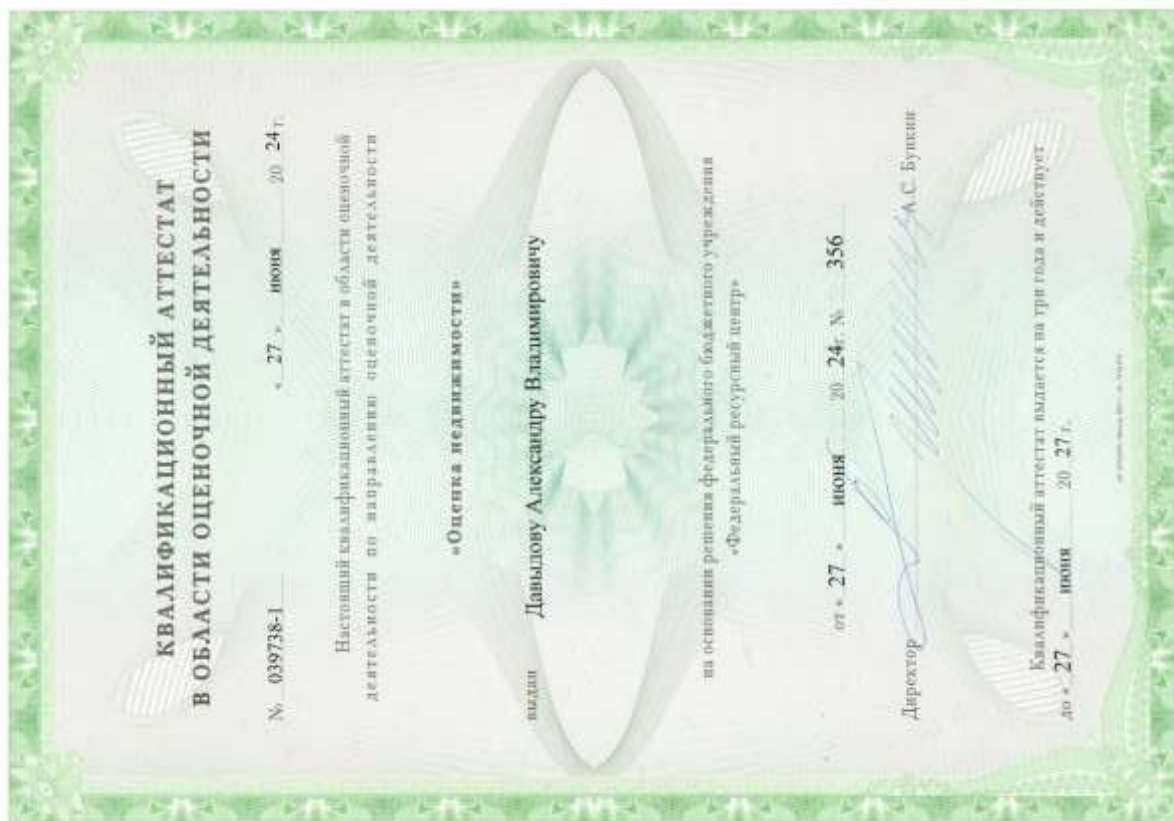 КВАЛИФИКАЦИОННЫЙ АТТЕСТАТ
В ОБЛАСТИ ОЦЕНОЧНОЙ ДЕЯТЕЛЬНОСТИ
№ 039738-1 « 27 » июня 20 24 г.
Настоящий квалификационный аттестат в области оценочной
деятельности по направлению оценочной деятельности
«Оценка недвижимости»
выдан Давыдову Александру Владимировичу
на основании решения федерального бюджетного учреждения
«Федеральный ресурсный центр»
от « 27 » июня 20 24 г. № 356
Директор А.С. Бункин
Квалификационный аттестат выдается на три года и действует
до « 27 » июня 20 27 г.